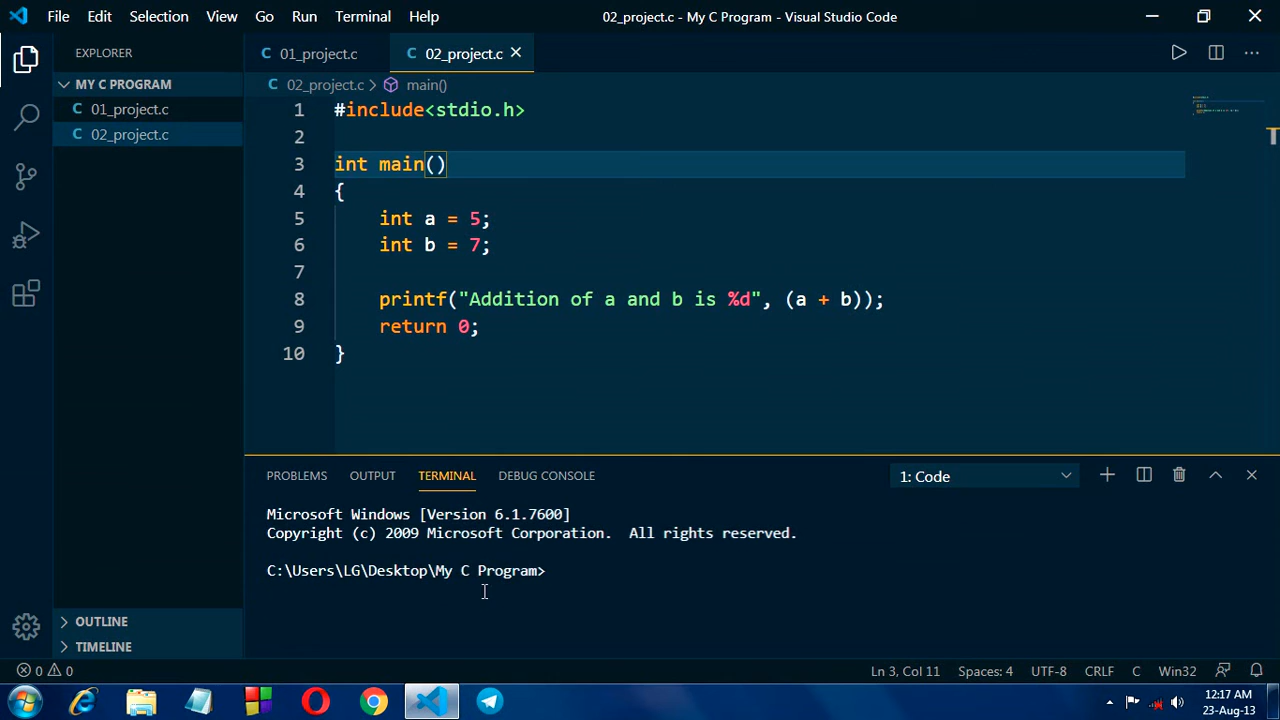 File Edit Selection View Go Run Terminal Help 02_project.c - My C Program - Visual Studio Code
EXPLORER
MY C PROGRAM
01_project.c
02_project.c
01_project.c 02_project.c
02_project.c main()
1 #include<stdio.h>
2
3 int main()
4 {
5 int a = 5;
6 int b = 7;
7
8 printf("Addition of a and b is %d", (a + b));
9 return 0;
10 }
PROBLEMS OUTPUT TERMINAL DEBUG CONSOLE 1: Code
Microsoft Windows [Version 6.1.7600]
Copyright (c) 2009 Microsoft Corporation. All rights reserved.
C:\Users\LG\Desktop\My C Program>
OUTLINE
TIMELINE
0 0 Ln 3, Col 11 Spaces: 4 UTF-8 CRLF C Win32
12:17 AM
23-Aug-13